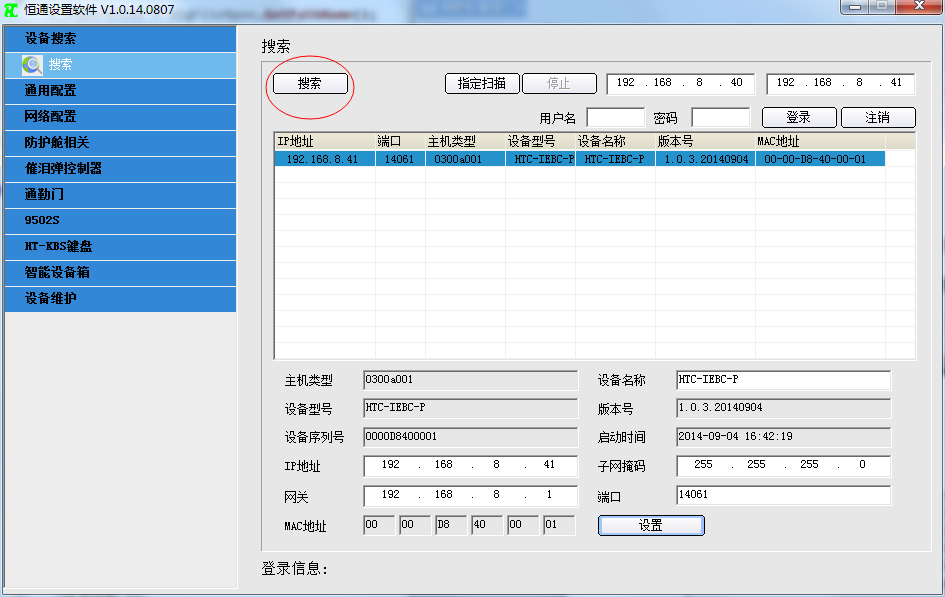 恒通设置软件 V1.0.14.0807
设备搜索
搜索
通用配置
网络配置
防护舱相关
催泪弹控制器
通勤门
9502S
HT-KBS键盘
智能设备箱
设备维护
搜索
搜索 指定扫描 停止 192 . 168 . 8 . 40 192 . 168 . 8 . 41
用户名 密码 登录 注销
IP地址 端口 主机类型 设备型号 设备名称 版本号 MAC地址
192.168.8.41 14061 0300a001 HT-IEBC-P HTC-IEBC-P 1.0.3.20140904 00-00-D8-40-00-01
主机类型 0300a001 设备名称 HTC-IEBC-P
设备型号 HTC-IEBC-P 版本号 1.0.3.20140904
设备序列号 0000D8400001 启动时间 2014-09-04 16:42:19
IP地址 192 . 168 . 8 . 41 子网掩码 255 . 255 . 255 . 0
网关 192 . 168 . 8 . 1 端口 14061
MAC地址 00 00 D8 40 00 01 设置
登录信息: